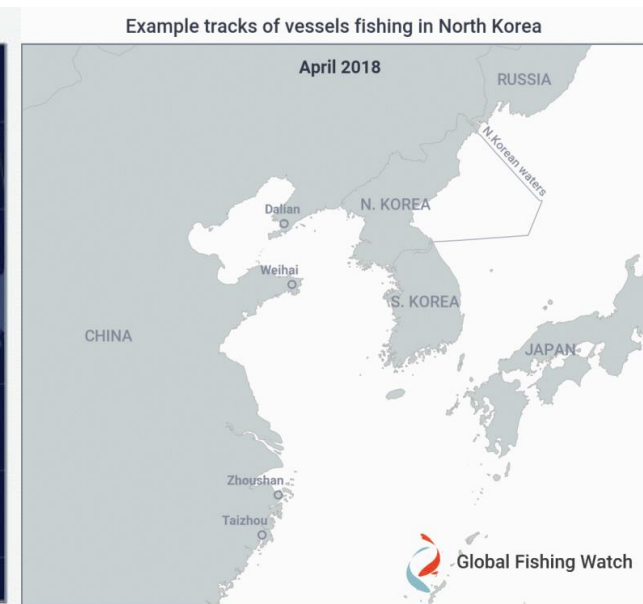 Example tracks of vessels fishing in North Korea
April 2018
RUSSIA
N.Korean waters
N. KOREA
Dalian
Weihai
S. KOREA
CHINA
JAPAN
Zhoushan
Taizhou
Global Fishing Watch